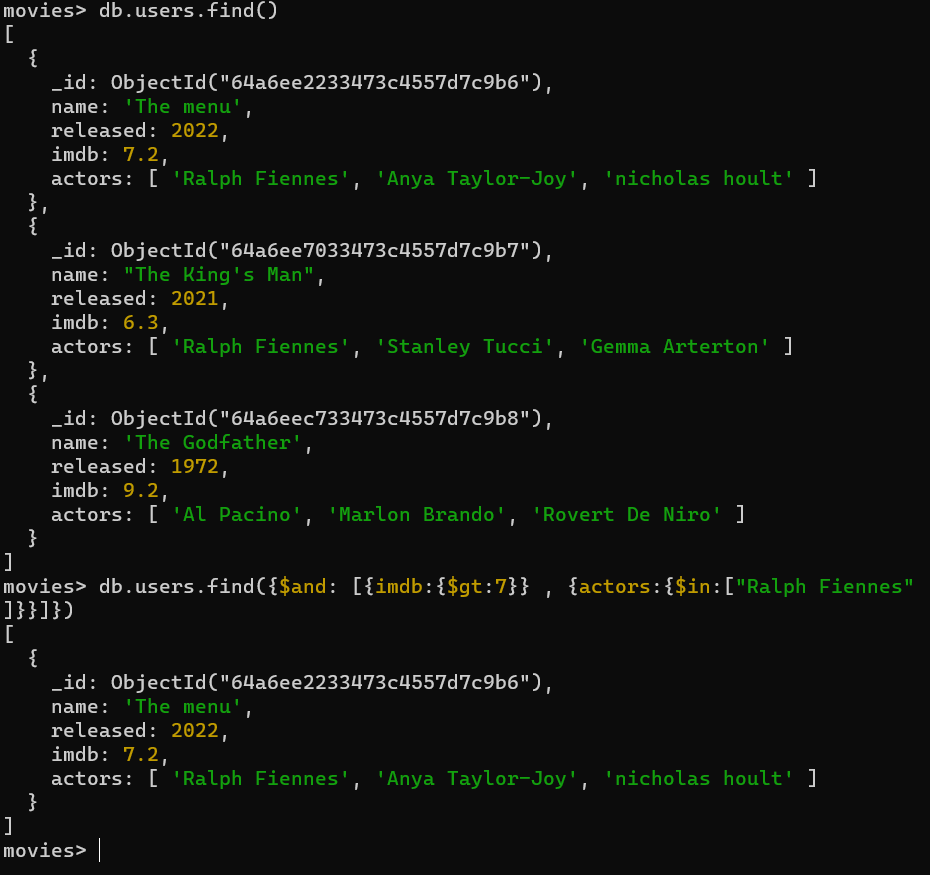 movies> db.users.find()
[
  {
    _id: ObjectId("64a6ee2233473c4557d7c9b6"),
    name: 'The menu',
    released: 2022,
    imdb: 7.2,
    actors: [ 'Ralph Fiennes', 'Anya Taylor-Joy', 'nicholas hoult' ]
  },
  {
    _id: ObjectId("64a6ee7033473c4557d7c9b7"),
    name: "The King's Man",
    released: 2021,
    imdb: 6.3,
    actors: [ 'Ralph Fiennes', 'Stanley Tucci', 'Gemma Arterton' ]
  },
  {
    _id: ObjectId("64a6eec733473c4557d7c9b8"),
    name: 'The Godfather',
    released: 1972,
    imdb: 9.2,
    actors: [ 'Al Pacino', 'Marlon Brando', 'Rovert De Niro' ]
  }
]
movies> db.users.find({$and: [{imdb:{$gt:7}} , {actors:{$in:["Ralph Fiennes"
]}}]})
[
  {
    _id: ObjectId("64a6ee2233473c4557d7c9b6"),
    name: 'The menu',
    released: 2022,
    imdb: 7.2,
    actors: [ 'Ralph Fiennes', 'Anya Taylor-Joy', 'nicholas hoult' ]
  }
]
movies>